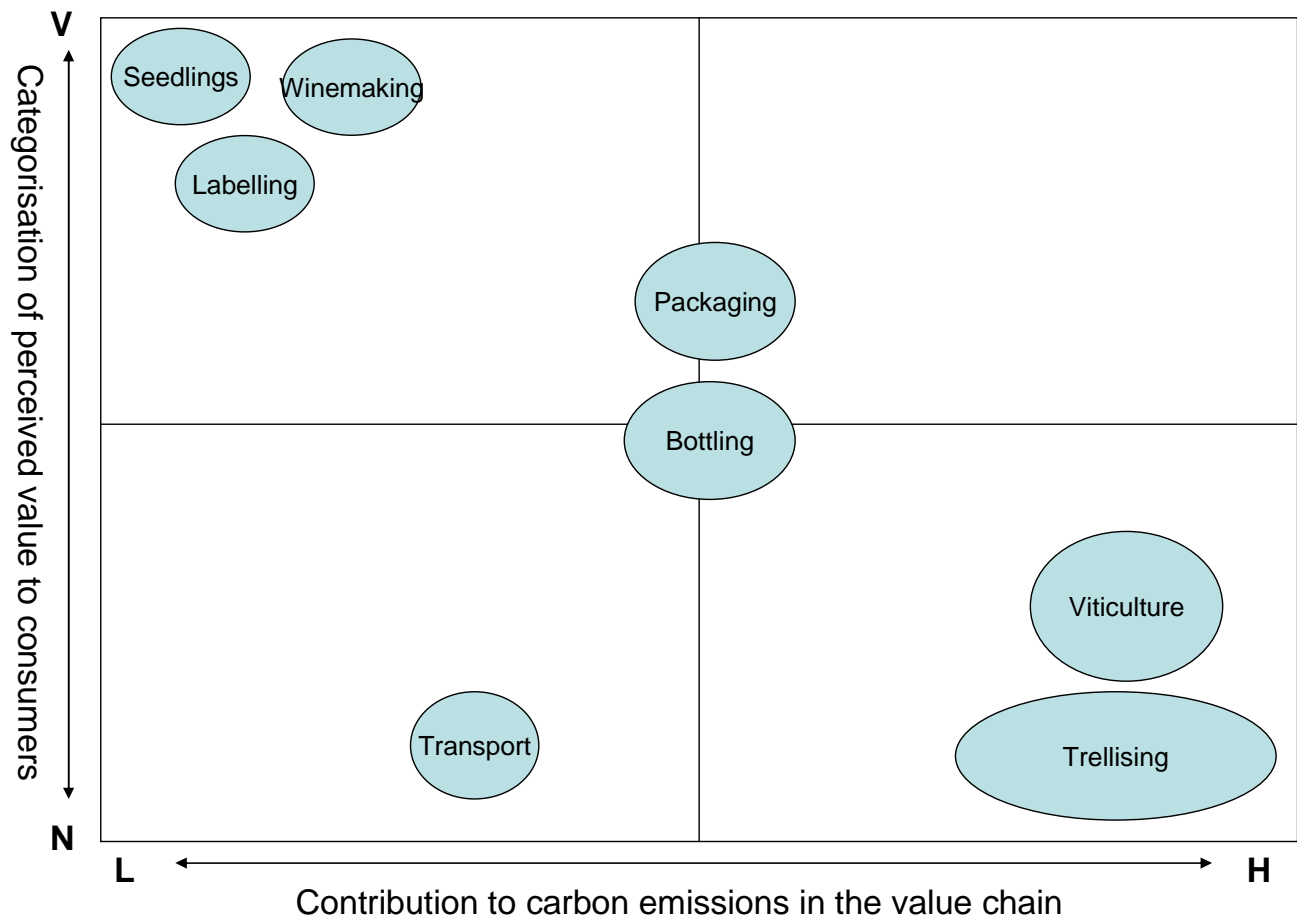 V
Categorisation of perceived value to consumers
Seedlings
Winemaking
Labelling
Packaging
Bottling
Viticulture
Transport
Trellising
N
L
H
Contribution to carbon emissions in the value chain